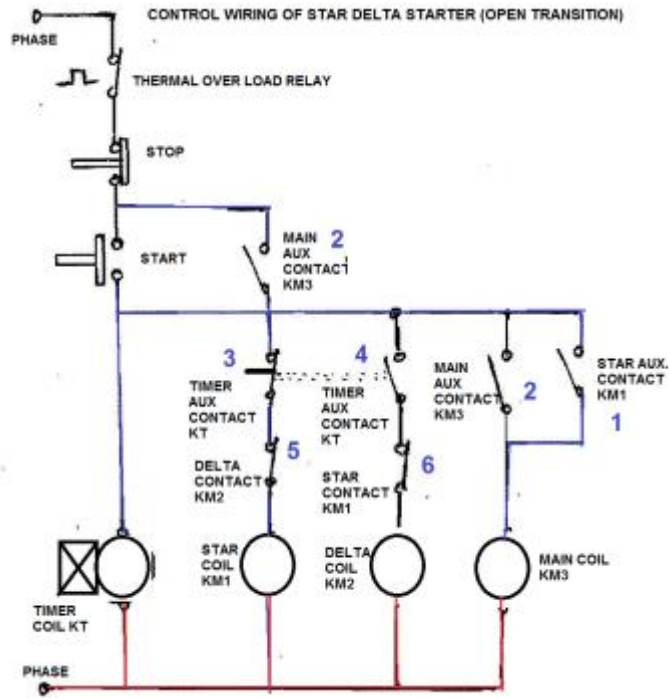 CONTROL WIRING OF STAR DELTA STARTER (OPEN TRANSITION)
PHASE
THERMAL OVER LOAD RELAY
STOP
START
MAIN 2
AUX
CONTACT
KM3
3
TIMER
AUX
CONTACT
KT
4
TIMER
AUX
CONTACT
KT
MAIN
AUX
CONTACT
KM3
2
STAR AUX.
CONTACT
KM1
1
5
DELTA
CONTACT
KM2
6
STAR
CONTACT
KM1
TIMER
COIL KT
STAR
COIL
KM1
DELTA
COIL
KM2
MAIN COIL
KM3
PHASE